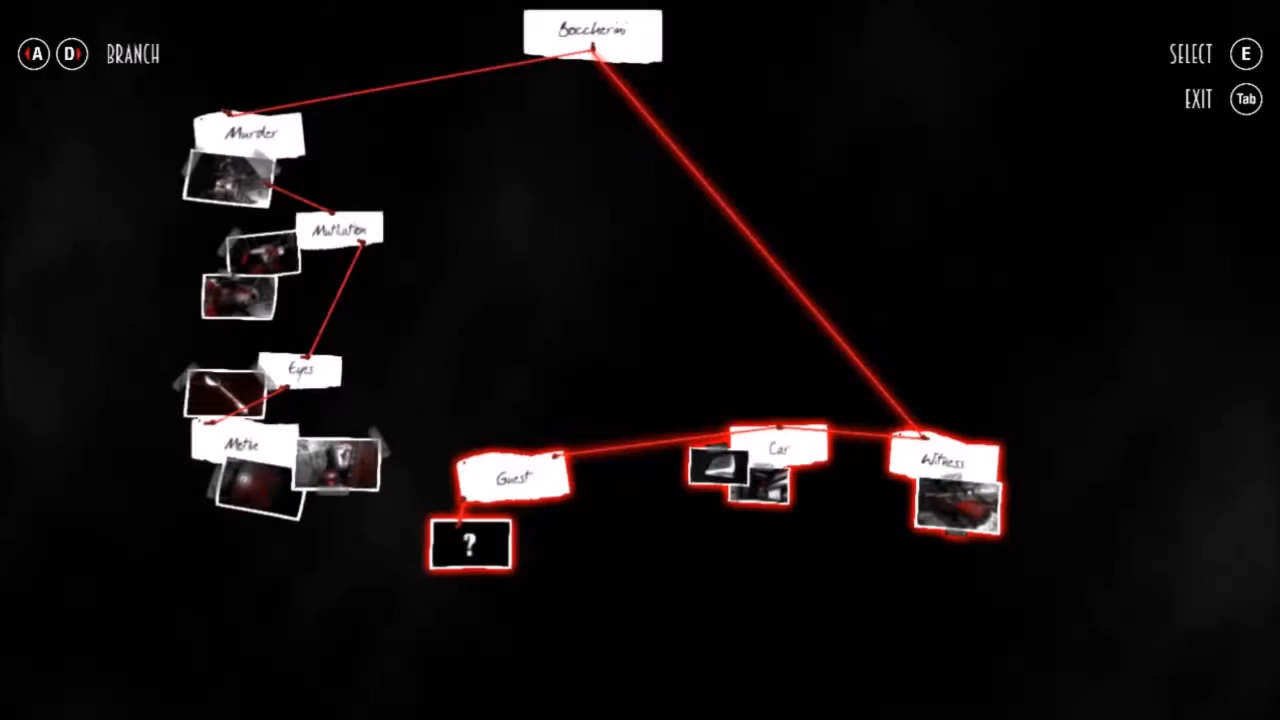 Boccherini
A D BRANCH
SELECT E
EXIT Tab
Murder
Mutilation
Eyes
Motive
Guest
Car
Witness
?